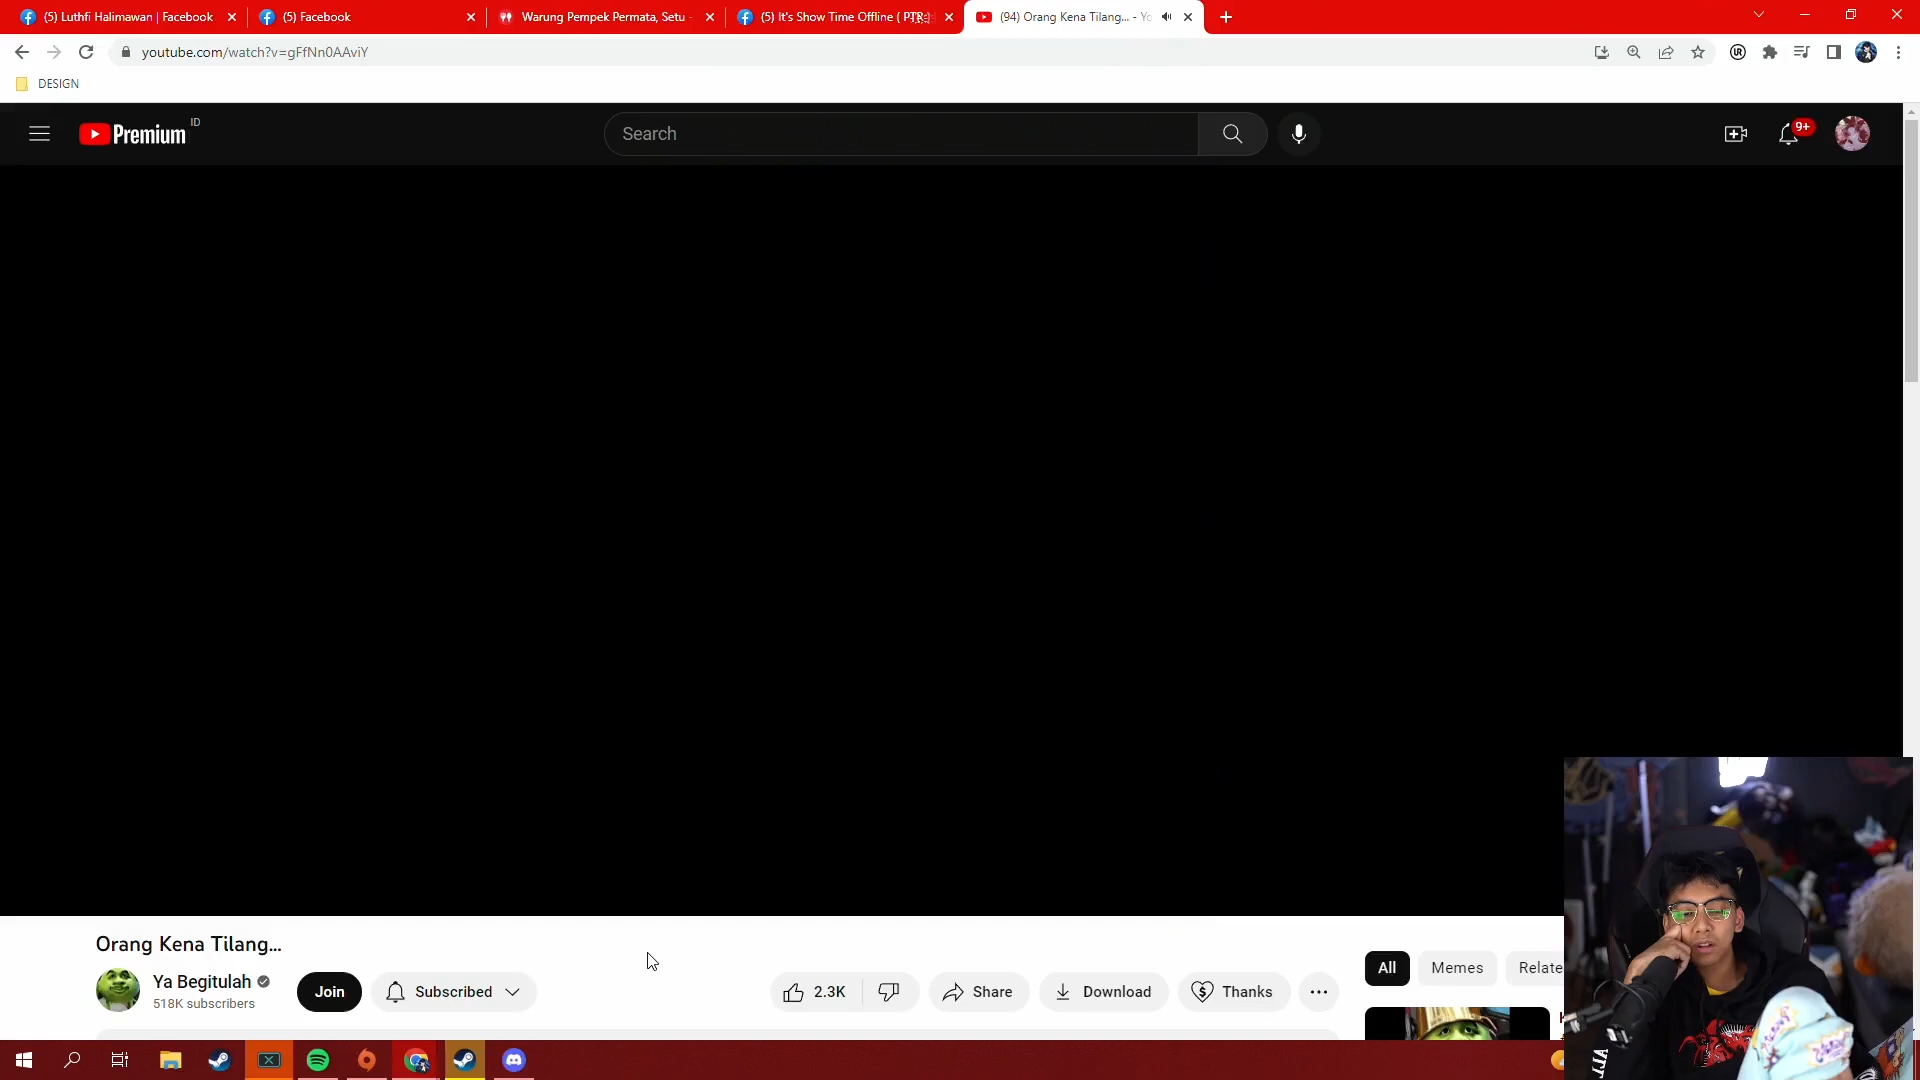 (5) Luthfi Halimawan | Facebook
(5) Facebook
Warung Pempek Permata, Setu -
(5) It's Show Time Offline (
(94) Orang Kena Tilang... -
youtube.com/watch?v=gFfNn0AAviY
DESIGN
Premium ID
Search
9+
Orang Kena Tilang...
Ya Begitulah
518K subscribers
Join
Subscribed
2.3K
Share
Download
Thanks
All
Memes
Relate